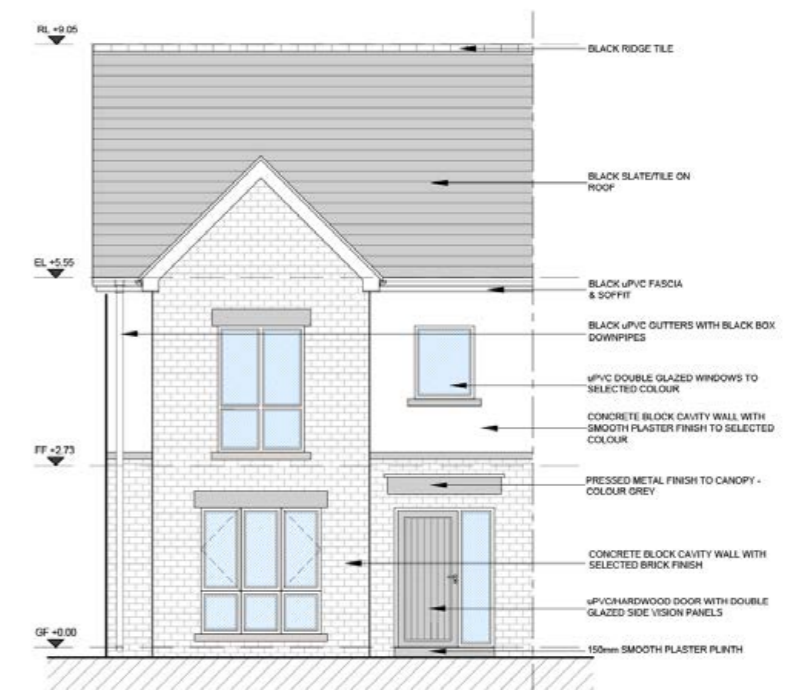 RL +9.05
BLACK RIDGE TILE
BLACK SLATE/TILE ON
ROOF
EL +5.55
BLACK uPVC FASCIA
& SOFFIT
BLACK uPVC GUTTERS WITH BLACK BOX
DOWNPIPES
uPVC DOUBLE GLAZED WINDOWS TO
SELECTED COLOUR
CONCRETE BLOCK CAVITY WALL WITH
SMOOTH PLASTER FINISH TO SELECTED
COLOUR
FF +2.73
PRESSED METAL FINISH TO CANOPY -
COLOUR GREY
CONCRETE BLOCK CAVITY WALL WITH
SELECTED BRICK FINISH
uPVC/HARDWOOD DOOR WITH DOUBLE
GLAZED SIDE VISION PANELS
GF +0.00
150mm SMOOTH PLASTER PLINTH